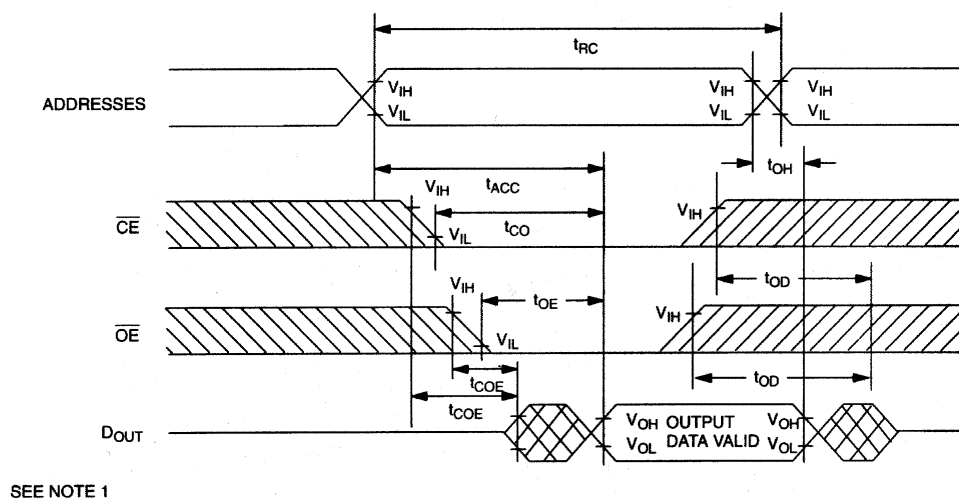 tRC
ADDRESSES
VIH VIH VIH
VIL VIL VIL
tOH
tACC
VIH
CE
tCO
VIH
VIL
tOD
VIH
OE
tOE
VIH
VIL
tCOE
tOD
tCOE
DOUT
VOH OUTPUT VOH
VOL DATA VALID VOL
SEE NOTE 1